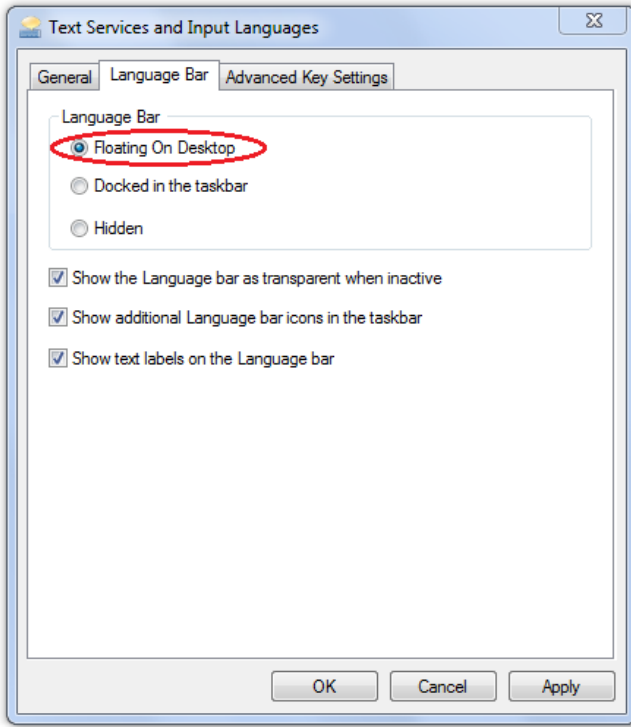 Text Services and Input Languages
General Language Bar Advanced Key Settings
Language Bar
Floating On Desktop
Docked in the taskbar
Hidden
Show the Language bar as transparent when inactive
Show additional Language bar icons in the taskbar
Show text labels on the Language bar
OK Cancel Apply